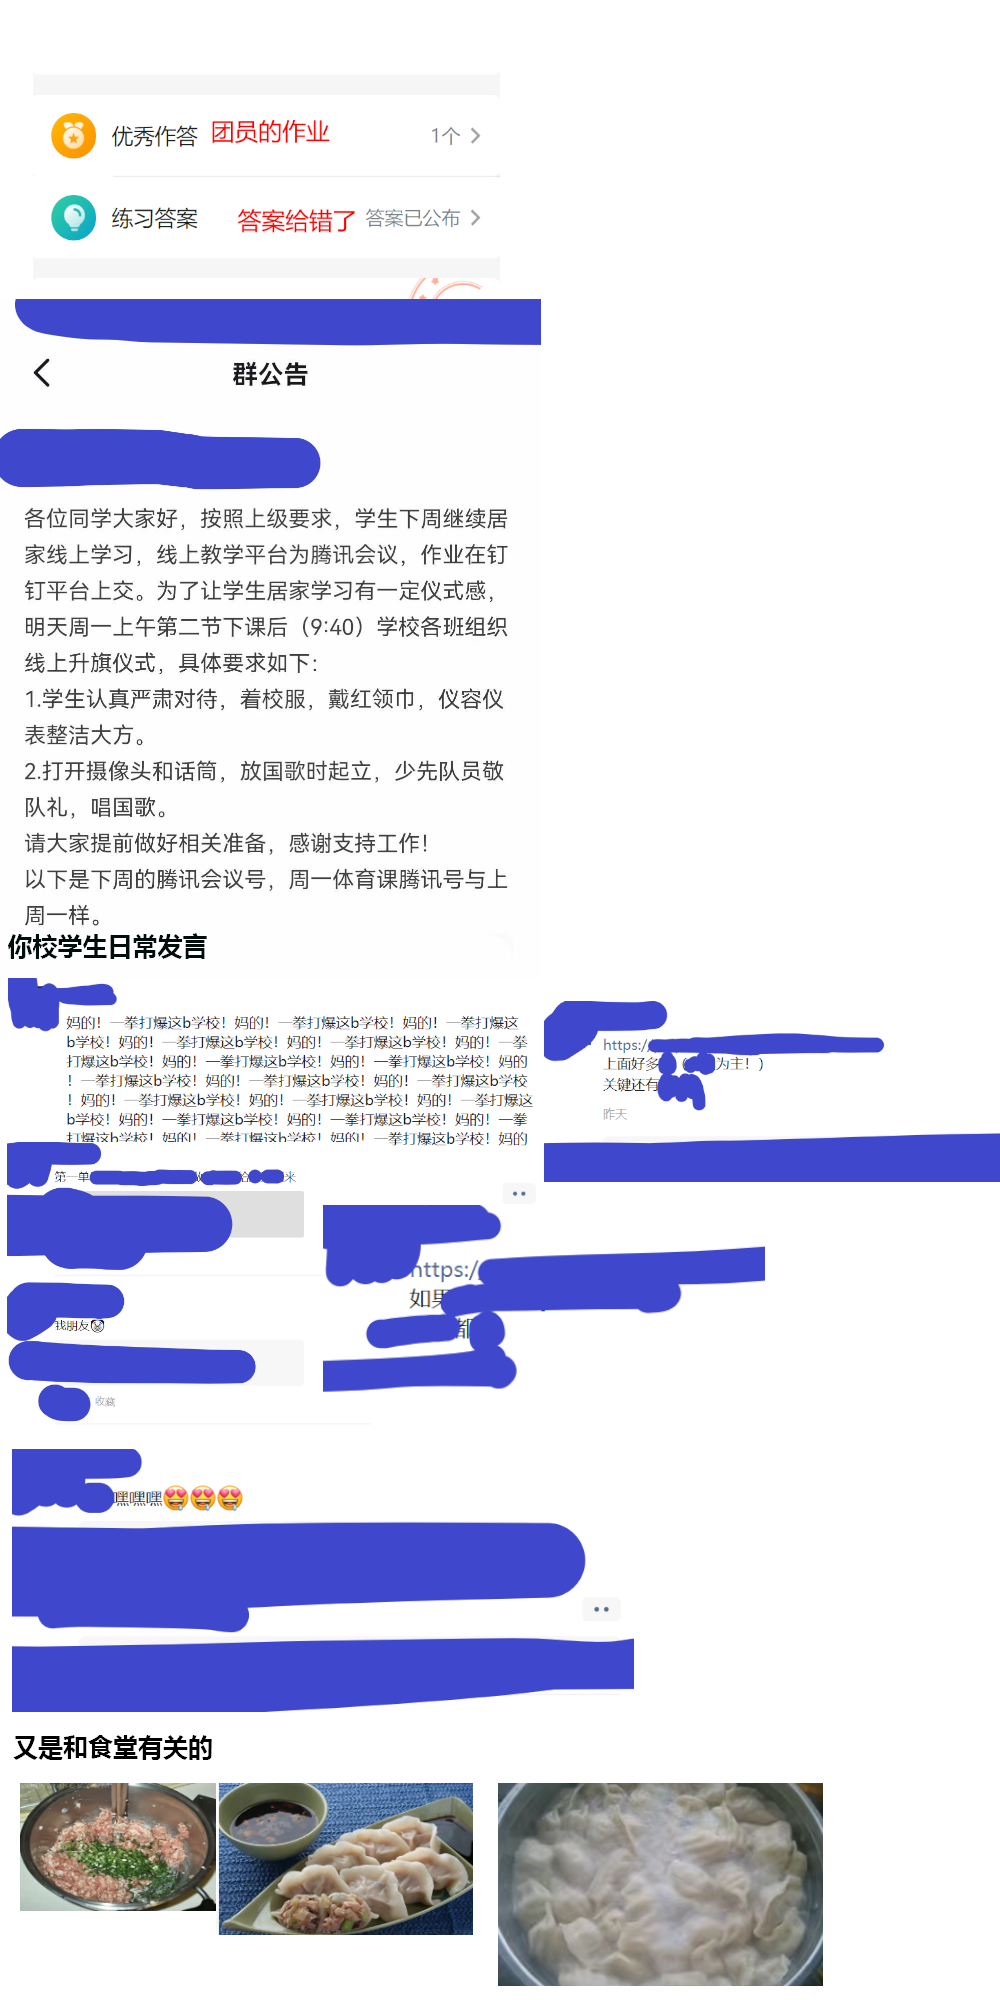 优秀作答 团员的作业 1个
练习答案 答案给错了 答案已公布
群公告
各位同学大家好，按照上级要求，学生下周继续居
家线上学习，线上教学平台为腾讯会议，作业在钉
钉平台上交。为了让学生居家学习有一定仪式感，
明天周一上午第二节下课后（9:40）学校各班组织
线上升旗仪式，具体要求如下：
1.学生认真严肃对待，着校服，戴红领巾，仪容仪
表整洁大方。
2.打开摄像头和话筒，放国歌时起立，少先队员敬
队礼，唱国歌。
请大家提前做好相关准备，感谢支持工作！
以下是下周的腾讯会议号，周一体育课腾讯号与上
周一样。
你校学生日常发言
妈的！一拳打爆这b学校！妈的！一拳打爆这b学校！妈的！一拳打爆这
b学校！妈的！一拳打爆这b学校！妈的！一拳打爆这b学校！妈的！一拳
打爆这b学校！妈的！一拳打爆这b学校！妈的！一拳打爆这b学校！妈的
！一拳打爆这b学校！妈的！一拳打爆这b学校！妈的！一拳打爆这b学校
！妈的！一拳打爆这b学校！妈的！一拳打爆这b学校！妈的！一拳打爆这
b学校！妈的！一拳打爆这b学校！妈的！一拳打爆这b学校！妈的！一拳
打爆这b学校！妈的！一拳打爆这b学校！妈的！一拳打爆这b学校！妈的
https:/
上面好多（为主！）
关键还有
昨天
第一单 来
https:/
如果
都
钱朋友
收藏
嘿嘿嘿
又是和食堂有关的